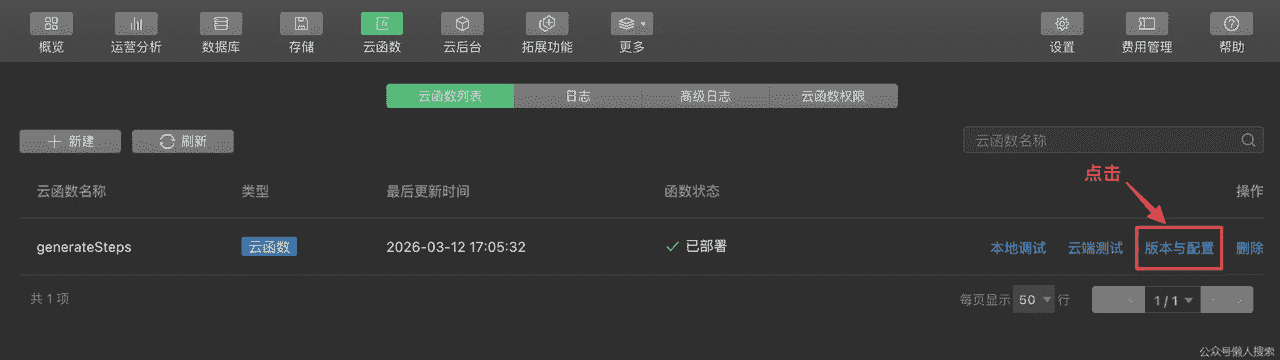 概览 运营分析 数据库 存储 云函数 云后台 拓展功能 更多 设置 费用管理 帮助
云函数列表 日志 高级日志 云函数权限
新建 刷新 云函数名称
点击
云函数名称 类型 最后更新时间 函数状态 操作
generateSteps 云函数 2026-03-12 17:05:32 已部署 本地调试 云端测试 版本与配置 删除
共 1 项 每页显示 50 行 1 / 1
公众号懒人搜索